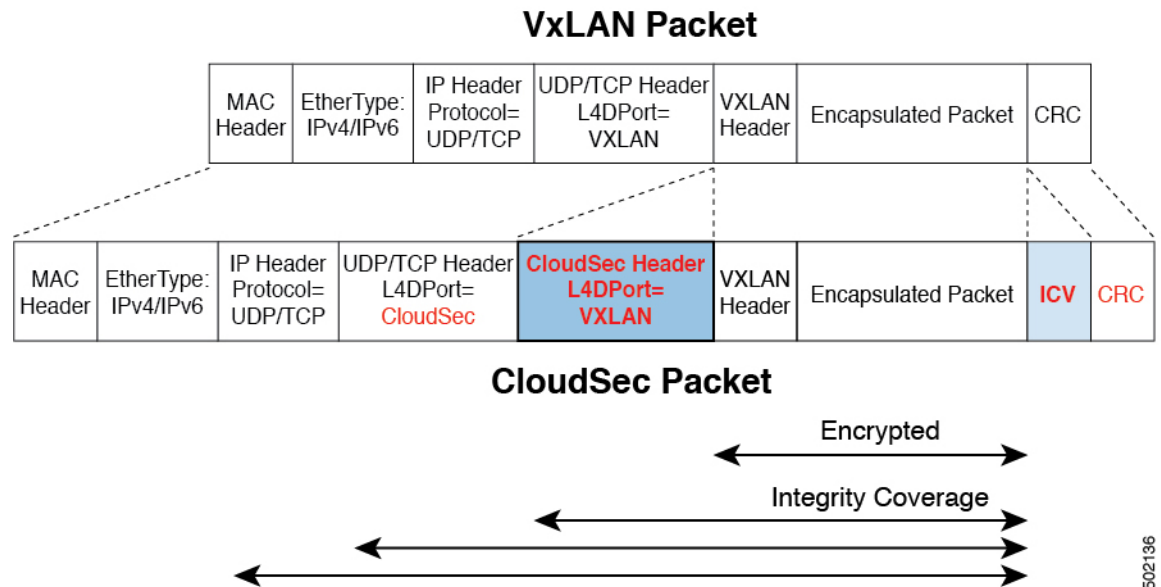 VxLAN Packet
MAC
Header
EtherType:
IPv4/IPv6
IP Header
Protocol=
UDP/TCP
UDP/TCP Header
L4DPort=
VXLAN
VXLAN
Header
Encapsulated Packet
CRC
MAC
Header
EtherType:
IPv4/IPv6
IP Header
Protocol=
UDP/TCP
UDP/TCP Header
L4DPort=
CloudSec
CloudSec Header
L4DPort=
VXLAN
VXLAN
Header
Encapsulated Packet
ICV
CRC
CloudSec Packet
Encrypted
Integrity Coverage
502136